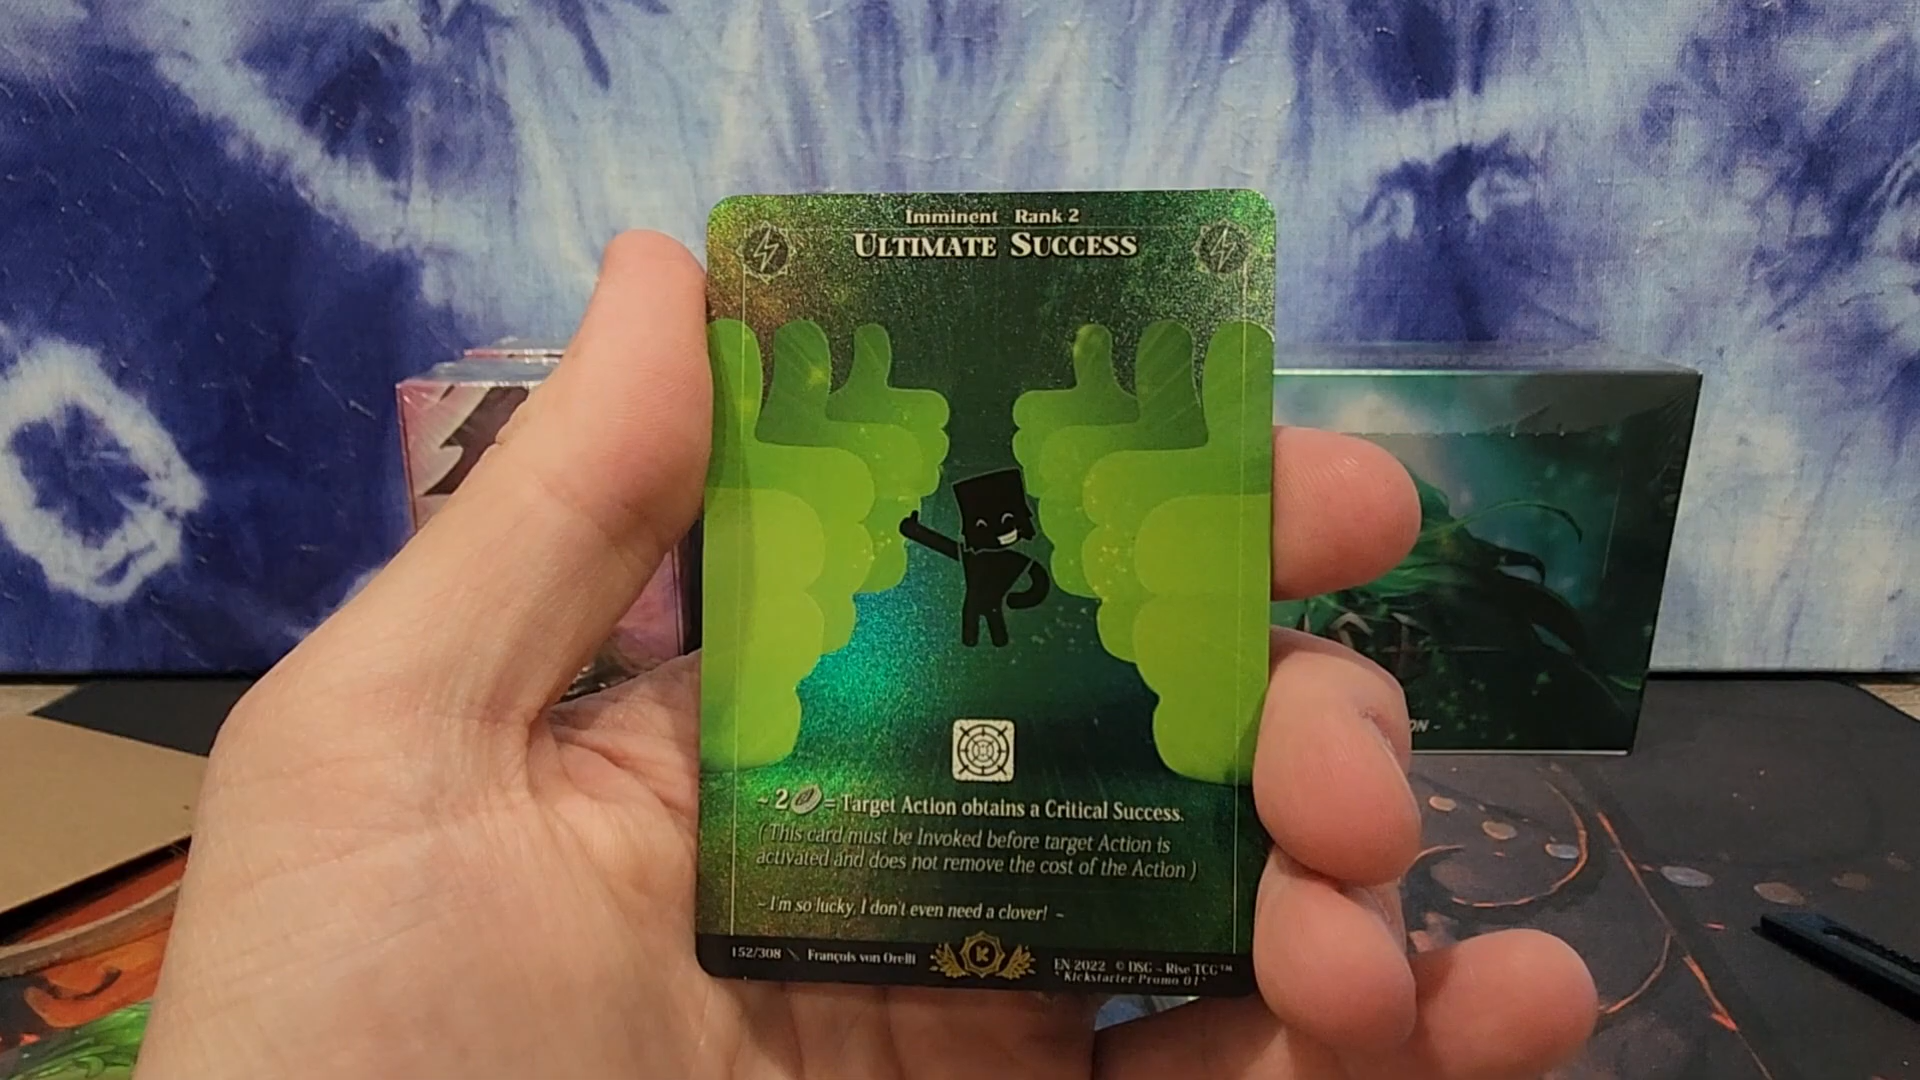 Imminent Rank 2
ULTIMATE SUCCESS
~ 2 = Target Action obtains a Critical Success.
( This card must be Invoked before target Action is
activated and does not remove the cost of the Action )
~ I'm so lucky, I don't even need a clover! ~
152/308 François von Orelli
K
EN-2022 © DSG - Rise TCG™
* Kickstarter Promo 01 *
ON -